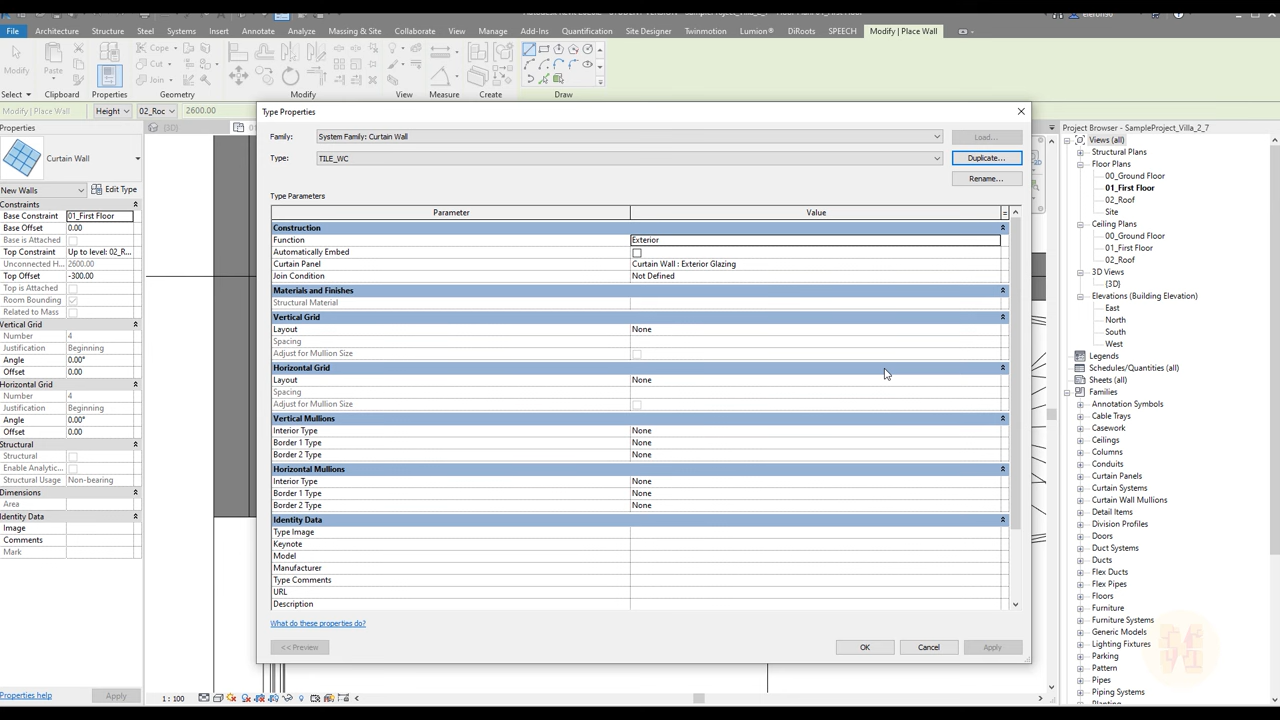 File Architecture Structure Steel Systems Insert Annotate Analyze Massing & Site Collaborate View Manage Add-Ins Quantification Site Designer Twinmotion Lumion® DiRoots SPEECH Modify | Place Wall
Modify Paste Cope Cut Join
Select Properties Clipboard Geometry Modify View Measure Create Draw
Modify | Place Wall Height 02_Roc 2600.00
Properties
Curtain Wall
New Walls Edit Type
Constraints
Base Constraint 01_First Floor
Base Offset 0.00
Base is Attached
Top Constraint Up to level: 02_R...
Unconnected H... 2600.00
Top Offset -300.00
Top is Attached
Room Bounding
Related to Mass
Vertical Grid
Number 4
Justification Beginning
Angle 0.00°
Offset 0.00
Horizontal Grid
Number 4
Justification Beginning
Angle 0.00°
Offset 0.00
Structural
Structural
Enable Analytic...
Structural Usage Non-bearing
Dimensions
Area
Identity Data
Image
Comments
Mark
Properties help Apply
{3D}
Type Properties
Family: System Family: Curtain Wall Load...
Type: TILE_WC Duplicate...
Rename...
Type Parameters
Parameter Value =
Construction
Function Exterior
Automatically Embed
Curtain Panel Curtain Wall : Exterior Glazing
Join Condition Not Defined
Materials and Finishes
Structural Material
Vertical Grid
Layout None
Spacing
Adjust for Mullion Size
Horizontal Grid
Layout None
Spacing
Adjust for Mullion Size
Vertical Mullions
Interior Type None
Border 1 Type None
Border 2 Type None
Horizontal Mullions
Interior Type None
Border 1 Type None
Border 2 Type None
Identity Data
Type Image
Keynote
Model
Manufacturer
Type Comments
URL
Description
What do these properties do?
<< Preview OK Cancel Apply
1 : 100
Project Browser - SampleProject_Villa_2_7
Views (all)
Structural Plans
Floor Plans
00_Ground Floor
01_First Floor
02_Roof
Site
Ceiling Plans
00_Ground Floor
01_First Floor
02_Roof
3D Views
{3D}
Elevations (Building Elevation)
East
North
South
West
Legends
Schedules/Quantities (all)
Sheets (all)
Families
Annotation Symbols
Cable Trays
Casework
Ceilings
Columns
Conduits
Curtain Panels
Curtain Systems
Curtain Wall Mullions
Detail Items
Division Profiles
Doors
Duct Systems
Ducts
Flex Ducts
Flex Pipes
Floors
Furniture
Furniture Systems
Generic Models
Lighting Fixtures
Parking
Pattern
Pipes
Piping Systems